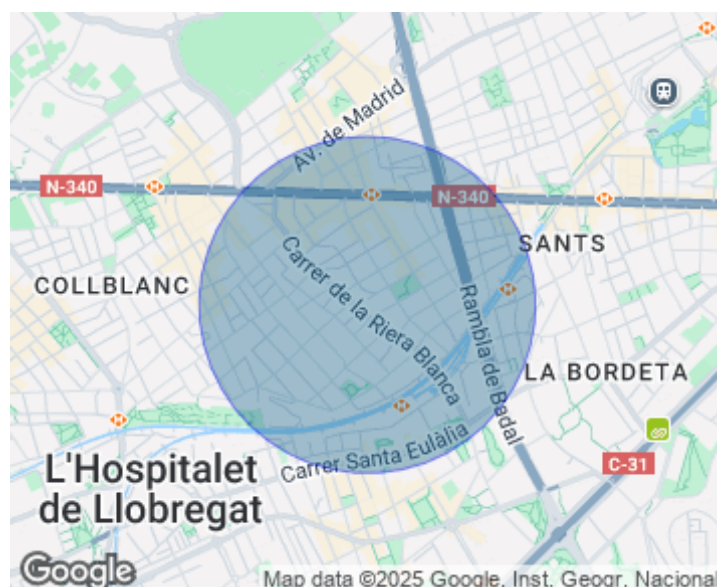 Av. de Madrid
N-340
N-340
M
M
M
SANTS
Carrer de la Riera Blanca
COLLBLANC
M
Rambla de Badal
LA BORDETA
M
M
Carrer Santa Eulàlia
L'Hospitalet
de Llobregat
C-31
Google
Map data ©2025 Google, Inst. Geogr. Nacional